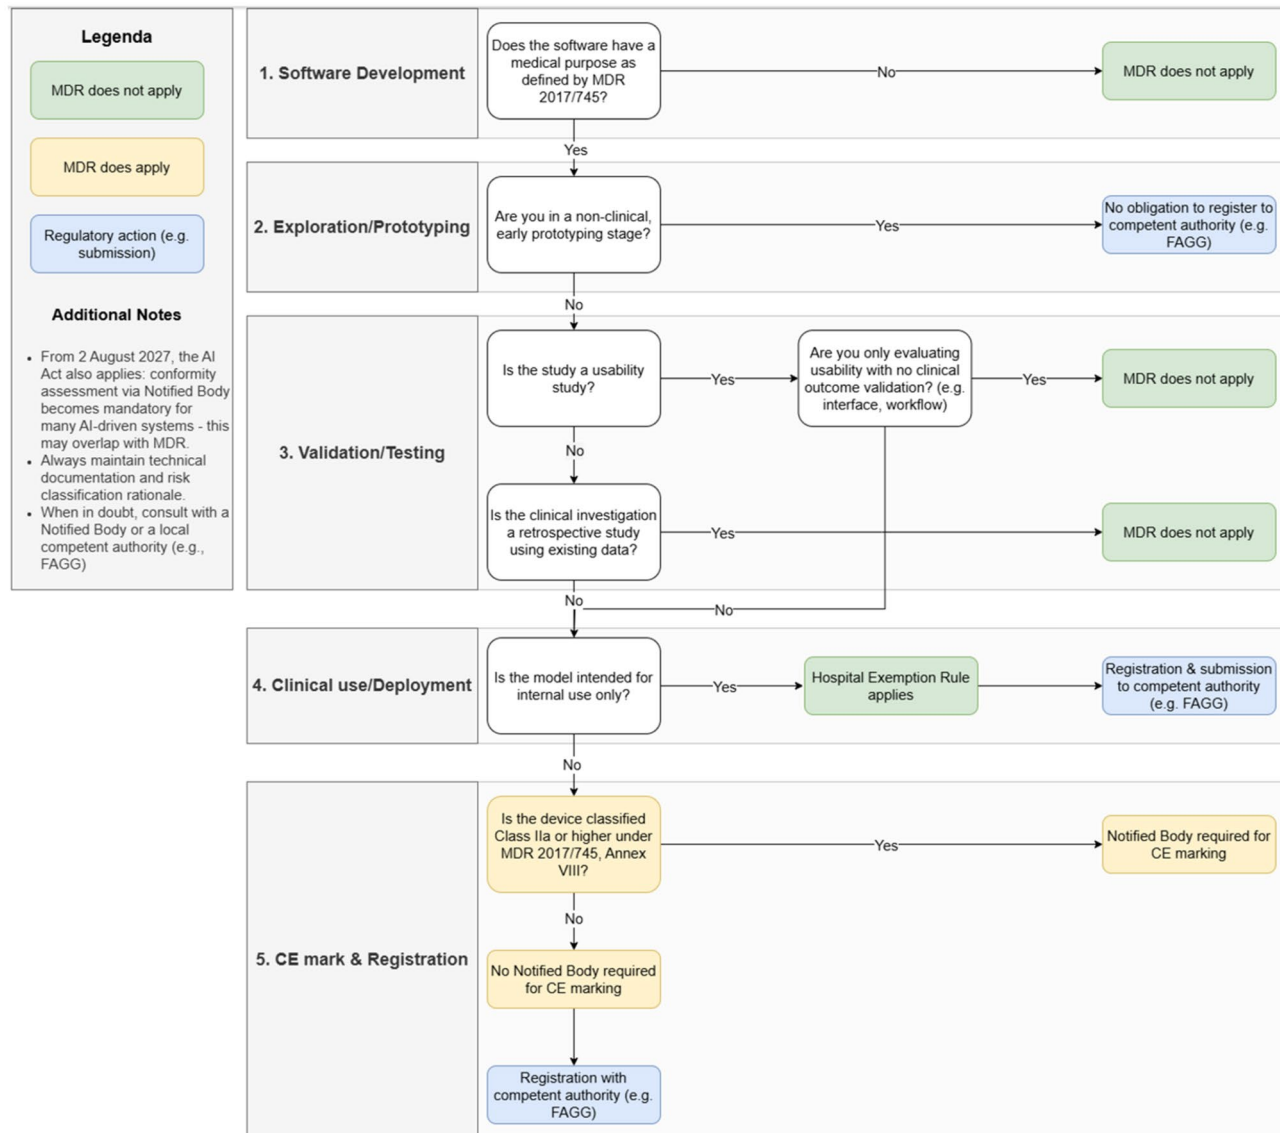 Legenda
MDR does not apply
MDR does apply
Regulatory action (e.g.
submission)
Additional Notes
• From 2 August 2027, the AI
Act also applies: conformity
assessment via Notified Body
becomes mandatory for
many AI-driven systems - this
may overlap with MDR.
• Always maintain technical
documentation and risk
classification rationale.
• When in doubt, consult with a
Notified Body or a local
competent authority (e.g.,
FAGG)
1. Software Development
Does the software have a
medical purpose as
defined by MDR
2017/745?
No
MDR does not apply
Yes
2. Exploration/Prototyping
Are you in a non-clinical,
early prototyping stage?
Yes
No obligation to register to
competent authority (e.g.
FAGG)
No
3. Validation/Testing
Is the study a usability
study?
Yes
Are you only evaluating
usability with no clinical
outcome validation? (e.g.
interface, workflow)
Yes
MDR does not apply
No
Is the clinical investigation
a retrospective study
using existing data?
Yes
MDR does not apply
No
No
4. Clinical use/Deployment
Is the model intended for
internal use only?
Yes
Hospital Exemption Rule
applies
Registration & submission
to competent authority
(e.g. FAGG)
No
5. CE mark & Registration
Is the device classified
Class IIa or higher under
MDR 2017/745, Annex
VIII?
Yes
Notified Body required for
CE marking
No
No Notified Body required
for CE marking
Registration with
competent authority (e.g.
FAGG)